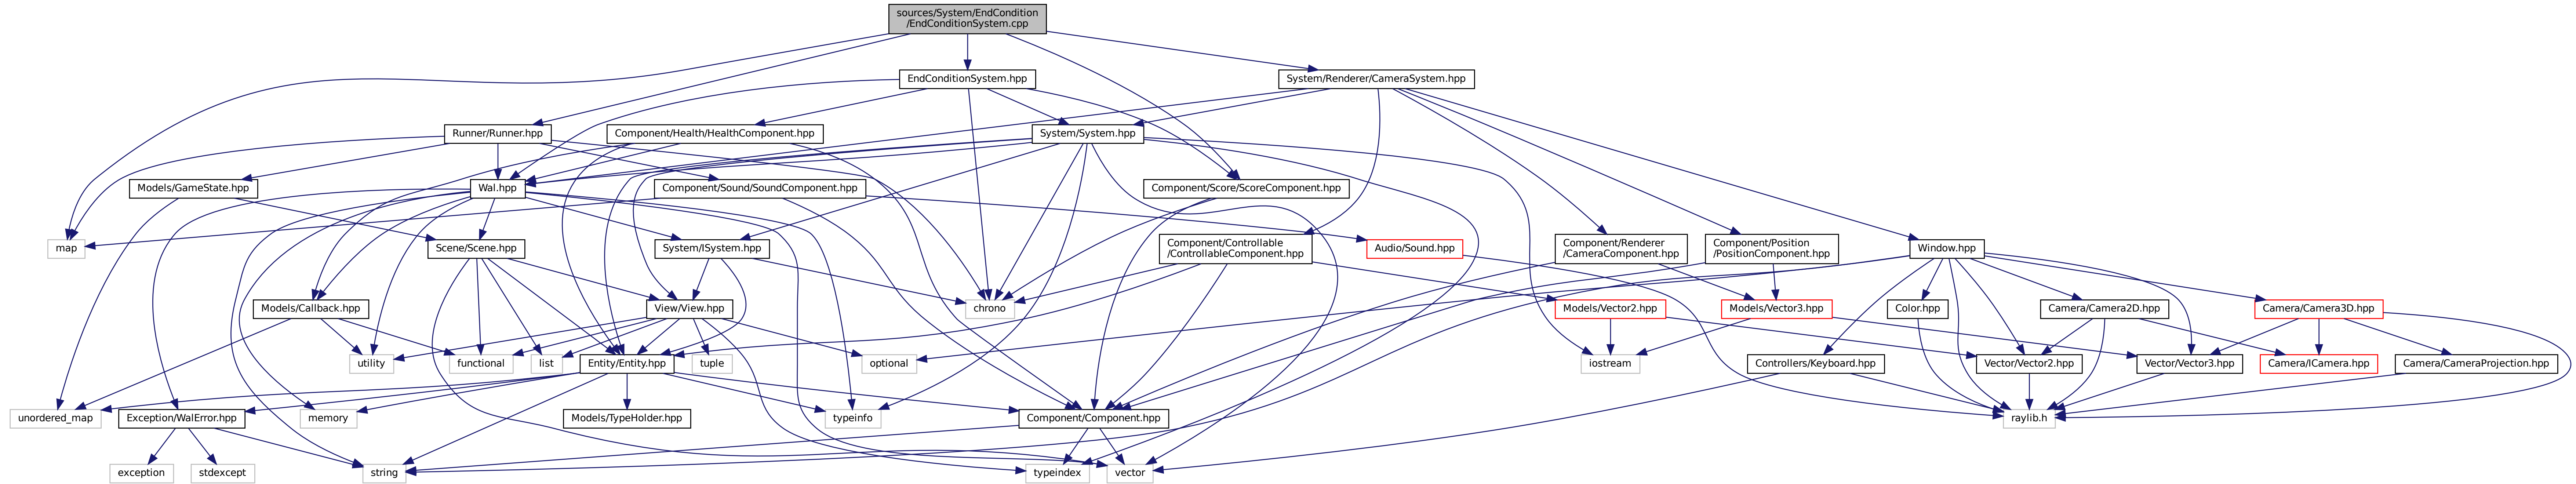 sources/System/EndCondition
/EndConditionSystem.cpp
EndConditionSystem.hpp
System/Renderer/CameraSystem.hpp
Runner/Runner.hpp
Component/Health/HealthComponent.hpp
System/System.hpp
Models/GameState.hpp
Wal.hpp
Component/Sound/SoundComponent.hpp
Component/Score/ScoreComponent.hpp
map
Scene/Scene.hpp
System/ISystem.hpp
Component/Controllable
/ControllableComponent.hpp
Audio/Sound.hpp
Component/Renderer
/CameraComponent.hpp
Component/Position
/PositionComponent.hpp
Window.hpp
Models/Callback.hpp
View/View.hpp
chrono
Models/Vector2.hpp
Models/Vector3.hpp
Color.hpp
Camera/Camera2D.hpp
Camera/Camera3D.hpp
utility
functional
list
Entity/Entity.hpp
tuple
optional
iostream
Controllers/Keyboard.hpp
Vector/Vector2.hpp
Vector/Vector3.hpp
Camera/ICamera.hpp
Camera/CameraProjection.hpp
unordered_map
Exception/WalError.hpp
memory
Models/TypeHolder.hpp
typeinfo
Component/Component.hpp
raylib.h
exception
stdexcept
string
typeindex
vector